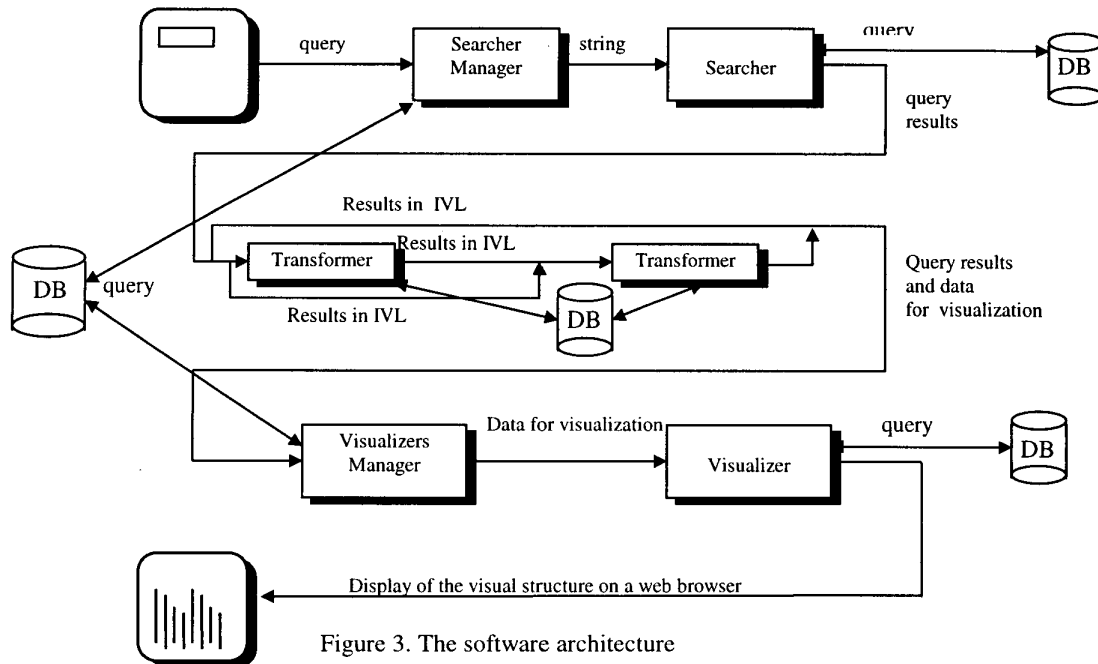 query
Searcher
Manager
string
Searcher
query
DB
query
results
Results in IVL
Results in IVL
Transformer
Transformer
DB
query
Results in IVL
DB
Query results
and data
for visualization
Visualizers
Manager
Data for visualization
Visualizer
query
DB
Display of the visual structure on a web browser
Figure 3. The software architecture